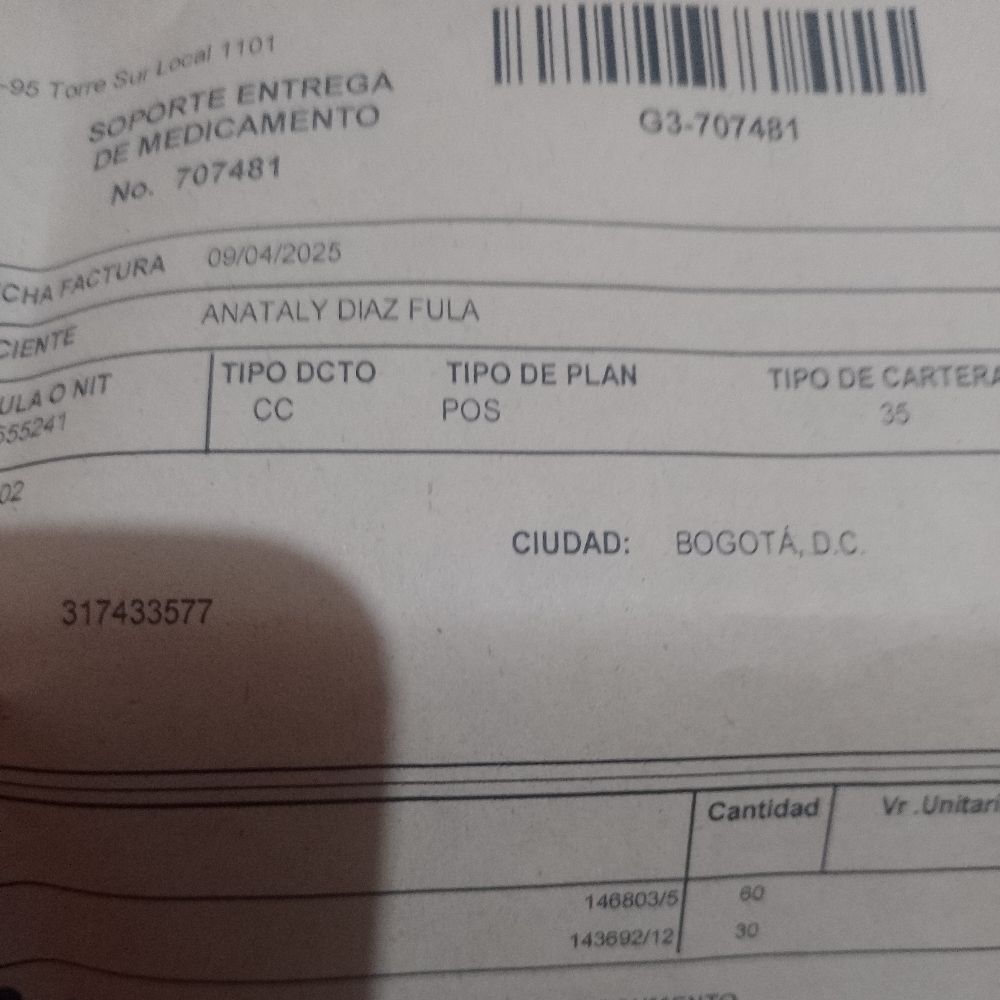 -95 Torre Sur Local 1101
SOPORTE ENTREGA
DE MEDICAMENTO
No. 707481
G3-707481
CHA FACTURA 09/04/2025
CIENTE ANATALY DIAZ FULA
ULA O NIT TIPO DCTO TIPO DE PLAN TIPO DE CARTERA
555241 CC POS 35
02
CIUDAD: BOGOTÁ, D.C.
317433577
Cantidad Vr .Unitari
146803/5 60
143692/12 30